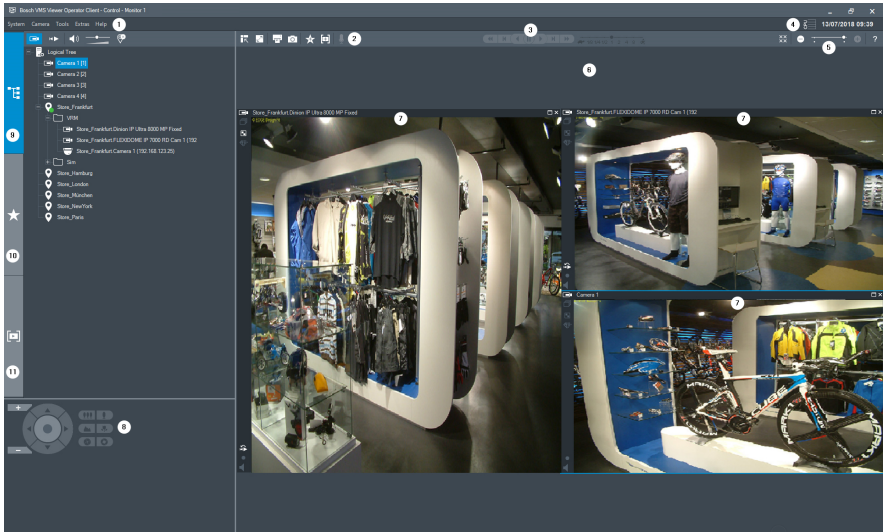 Bosch VMS Viewer Operator Client - Control - Monitor 1
System Camera Tools Extras Help 1
4 13/07/2018 09:39
2
3
5
?
6
Logical Tree
Camera 1 [1]
Camera 2 [2]
Camera 3 [3]
Camera 4 [4]
Store_Frankfurt
VRM
Store_Frankfurt.Dinion IP Ultra 8000 MP Fixed
Store_Frankfurt.FLEXIDOME IP 7000 RD Cam 1 (192
Store_Frankfurt Camera 1 (192.168.123.25)
Sim
Store_Hamburg
Store_London
Store_München
Store_NewYork
Store_Paris
9
10
11
8
Store_Frankfurt.Dinion IP Ultra 8000 MP Fixed
7
Store_Frankfurt.FLEXIDOME IP 7000 RD Cam 1 (192
7
Camera 1
7
CUBE